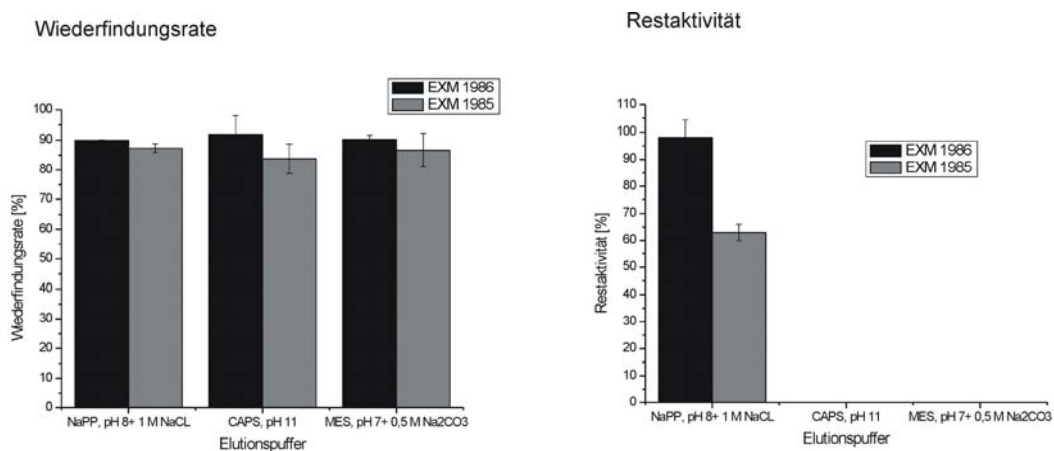 Wiederfindungsrate
EXM 1986
EXM 1985
100
90
80
70
60
50
40
30
20
10
0
Wiederfindungsrate [%]
NaPP, pH 8+ 1 M NaCL
CAPS, pH 11
MES, pH 7+ 0,5 M Na2CO3
Elutionspuffer
Restaktivität
EXM 1986
EXM 1985
110
100
90
80
70
60
50
40
30
20
10
0
Restaktivität [%]
NaPP, pH 8+ 1 M NaCL
CAPS, pH 11
MES, pH 7+ 0,5 M Na2CO3
Elutionspuffer